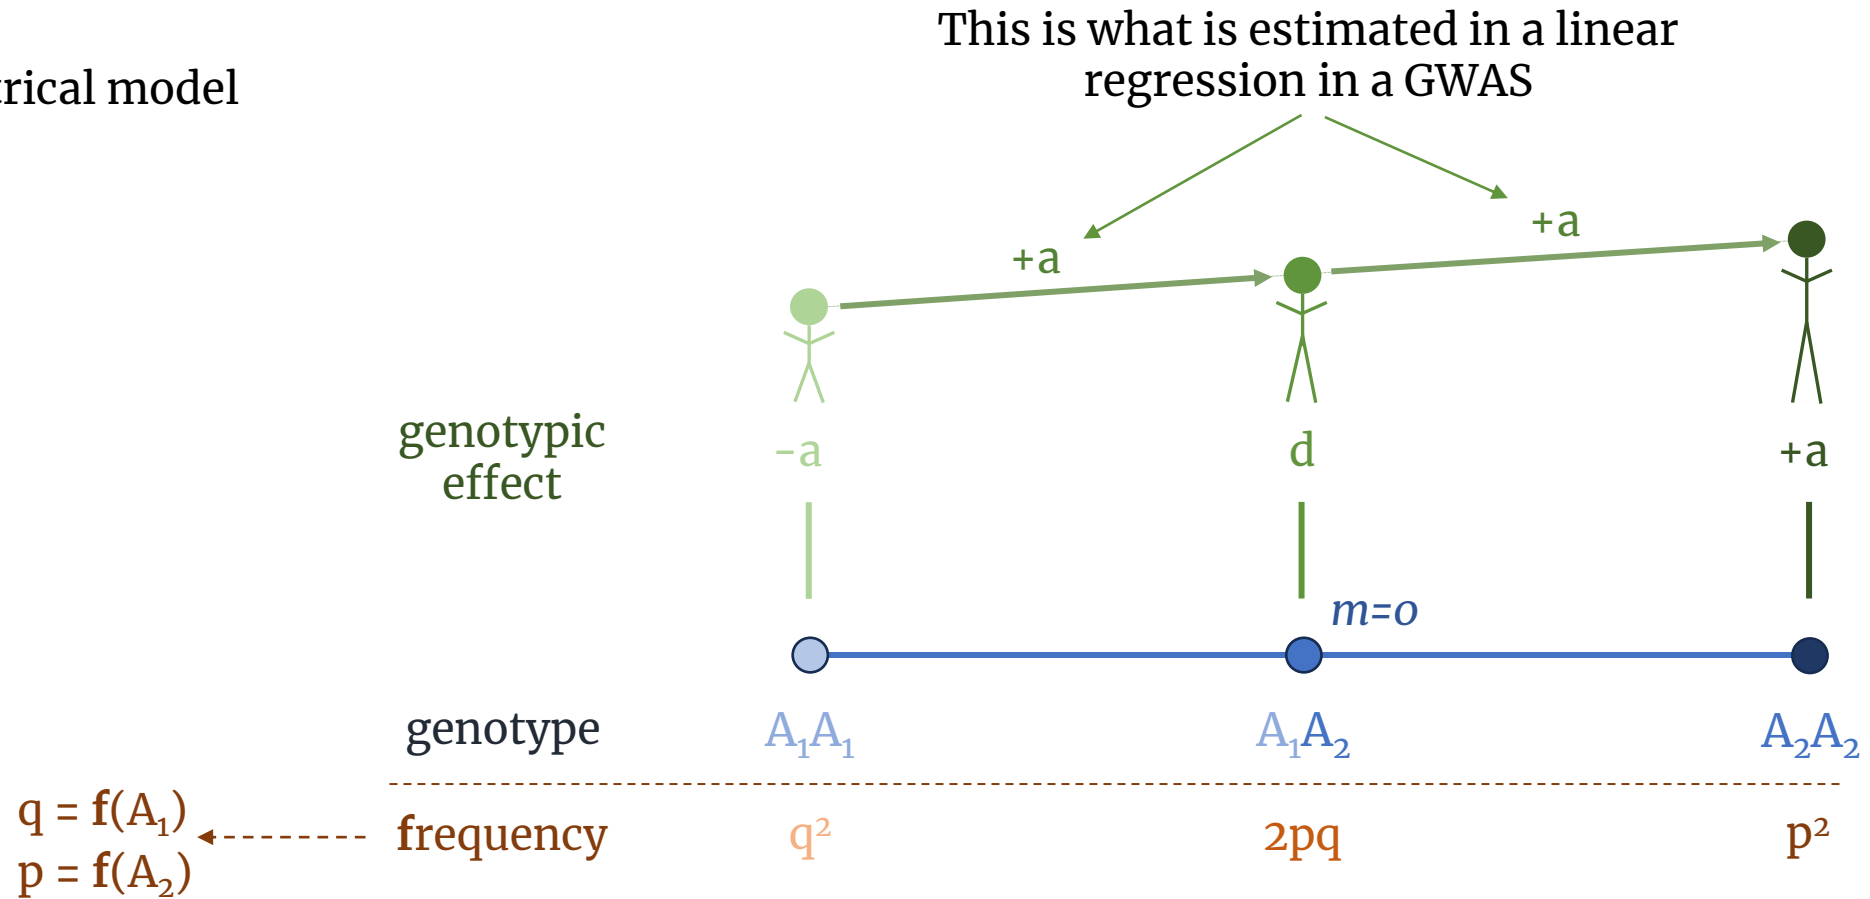 This is what is estimated in a linear
regression in a GWAS
trical model
+a
+a
genotypic
effect
-a
d
+a
m=0
genotype
A₁A₁
A₁A₂
A₂A₂
q = f(A₁)
p = f(A₂)
frequency
q²
2pq
p²